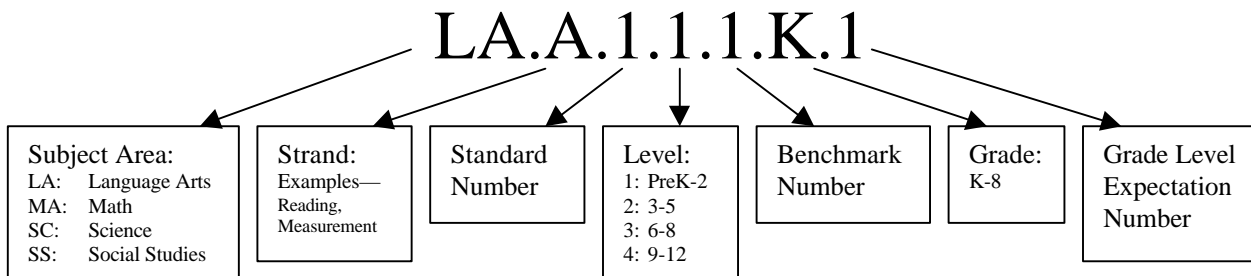 LA.A.1.1.1.K.1
Subject Area:
LA: Language Arts
MA: Math
SC: Science
SS: Social Studies
Strand:
Examples—
Reading,
Measurement
Standard
Number
Level:
1: PreK-2
2: 3-5
3: 6-8
4: 9-12
Benchmark
Number
Grade:
K-8
Grade Level
Expectation
Number